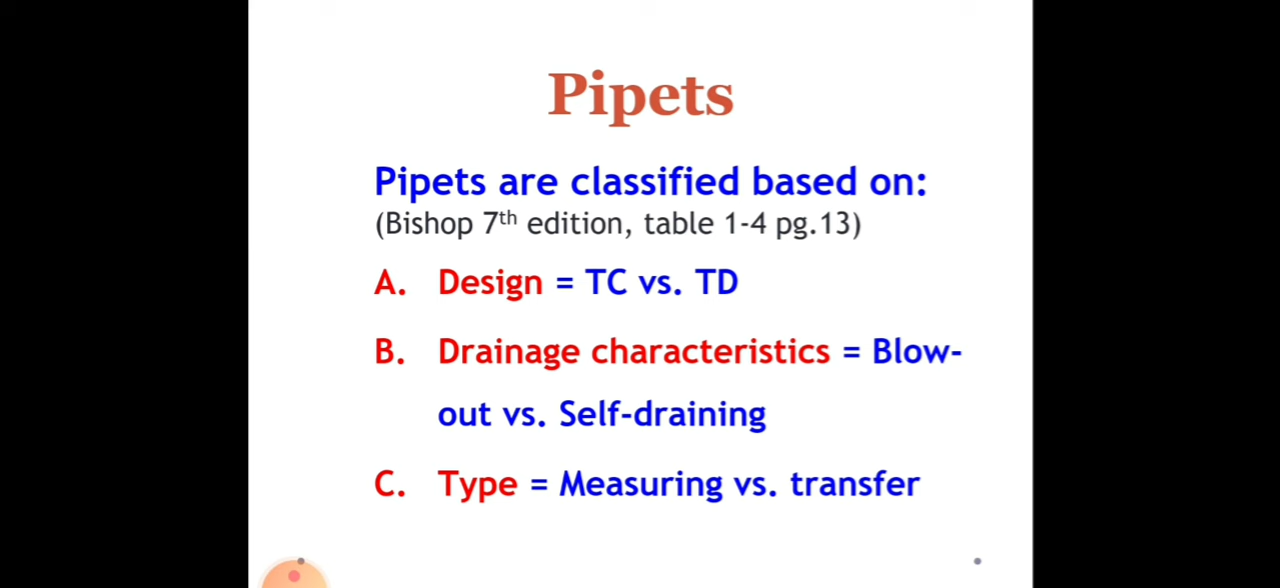 Pipets
Pipets are classified based on:
(Bishop 7th edition, table 1-4 pg.13)
A. Design = TC vs. TD
B. Drainage characteristics = Blow-
out vs. Self-draining
C. Type = Measuring vs. transfer